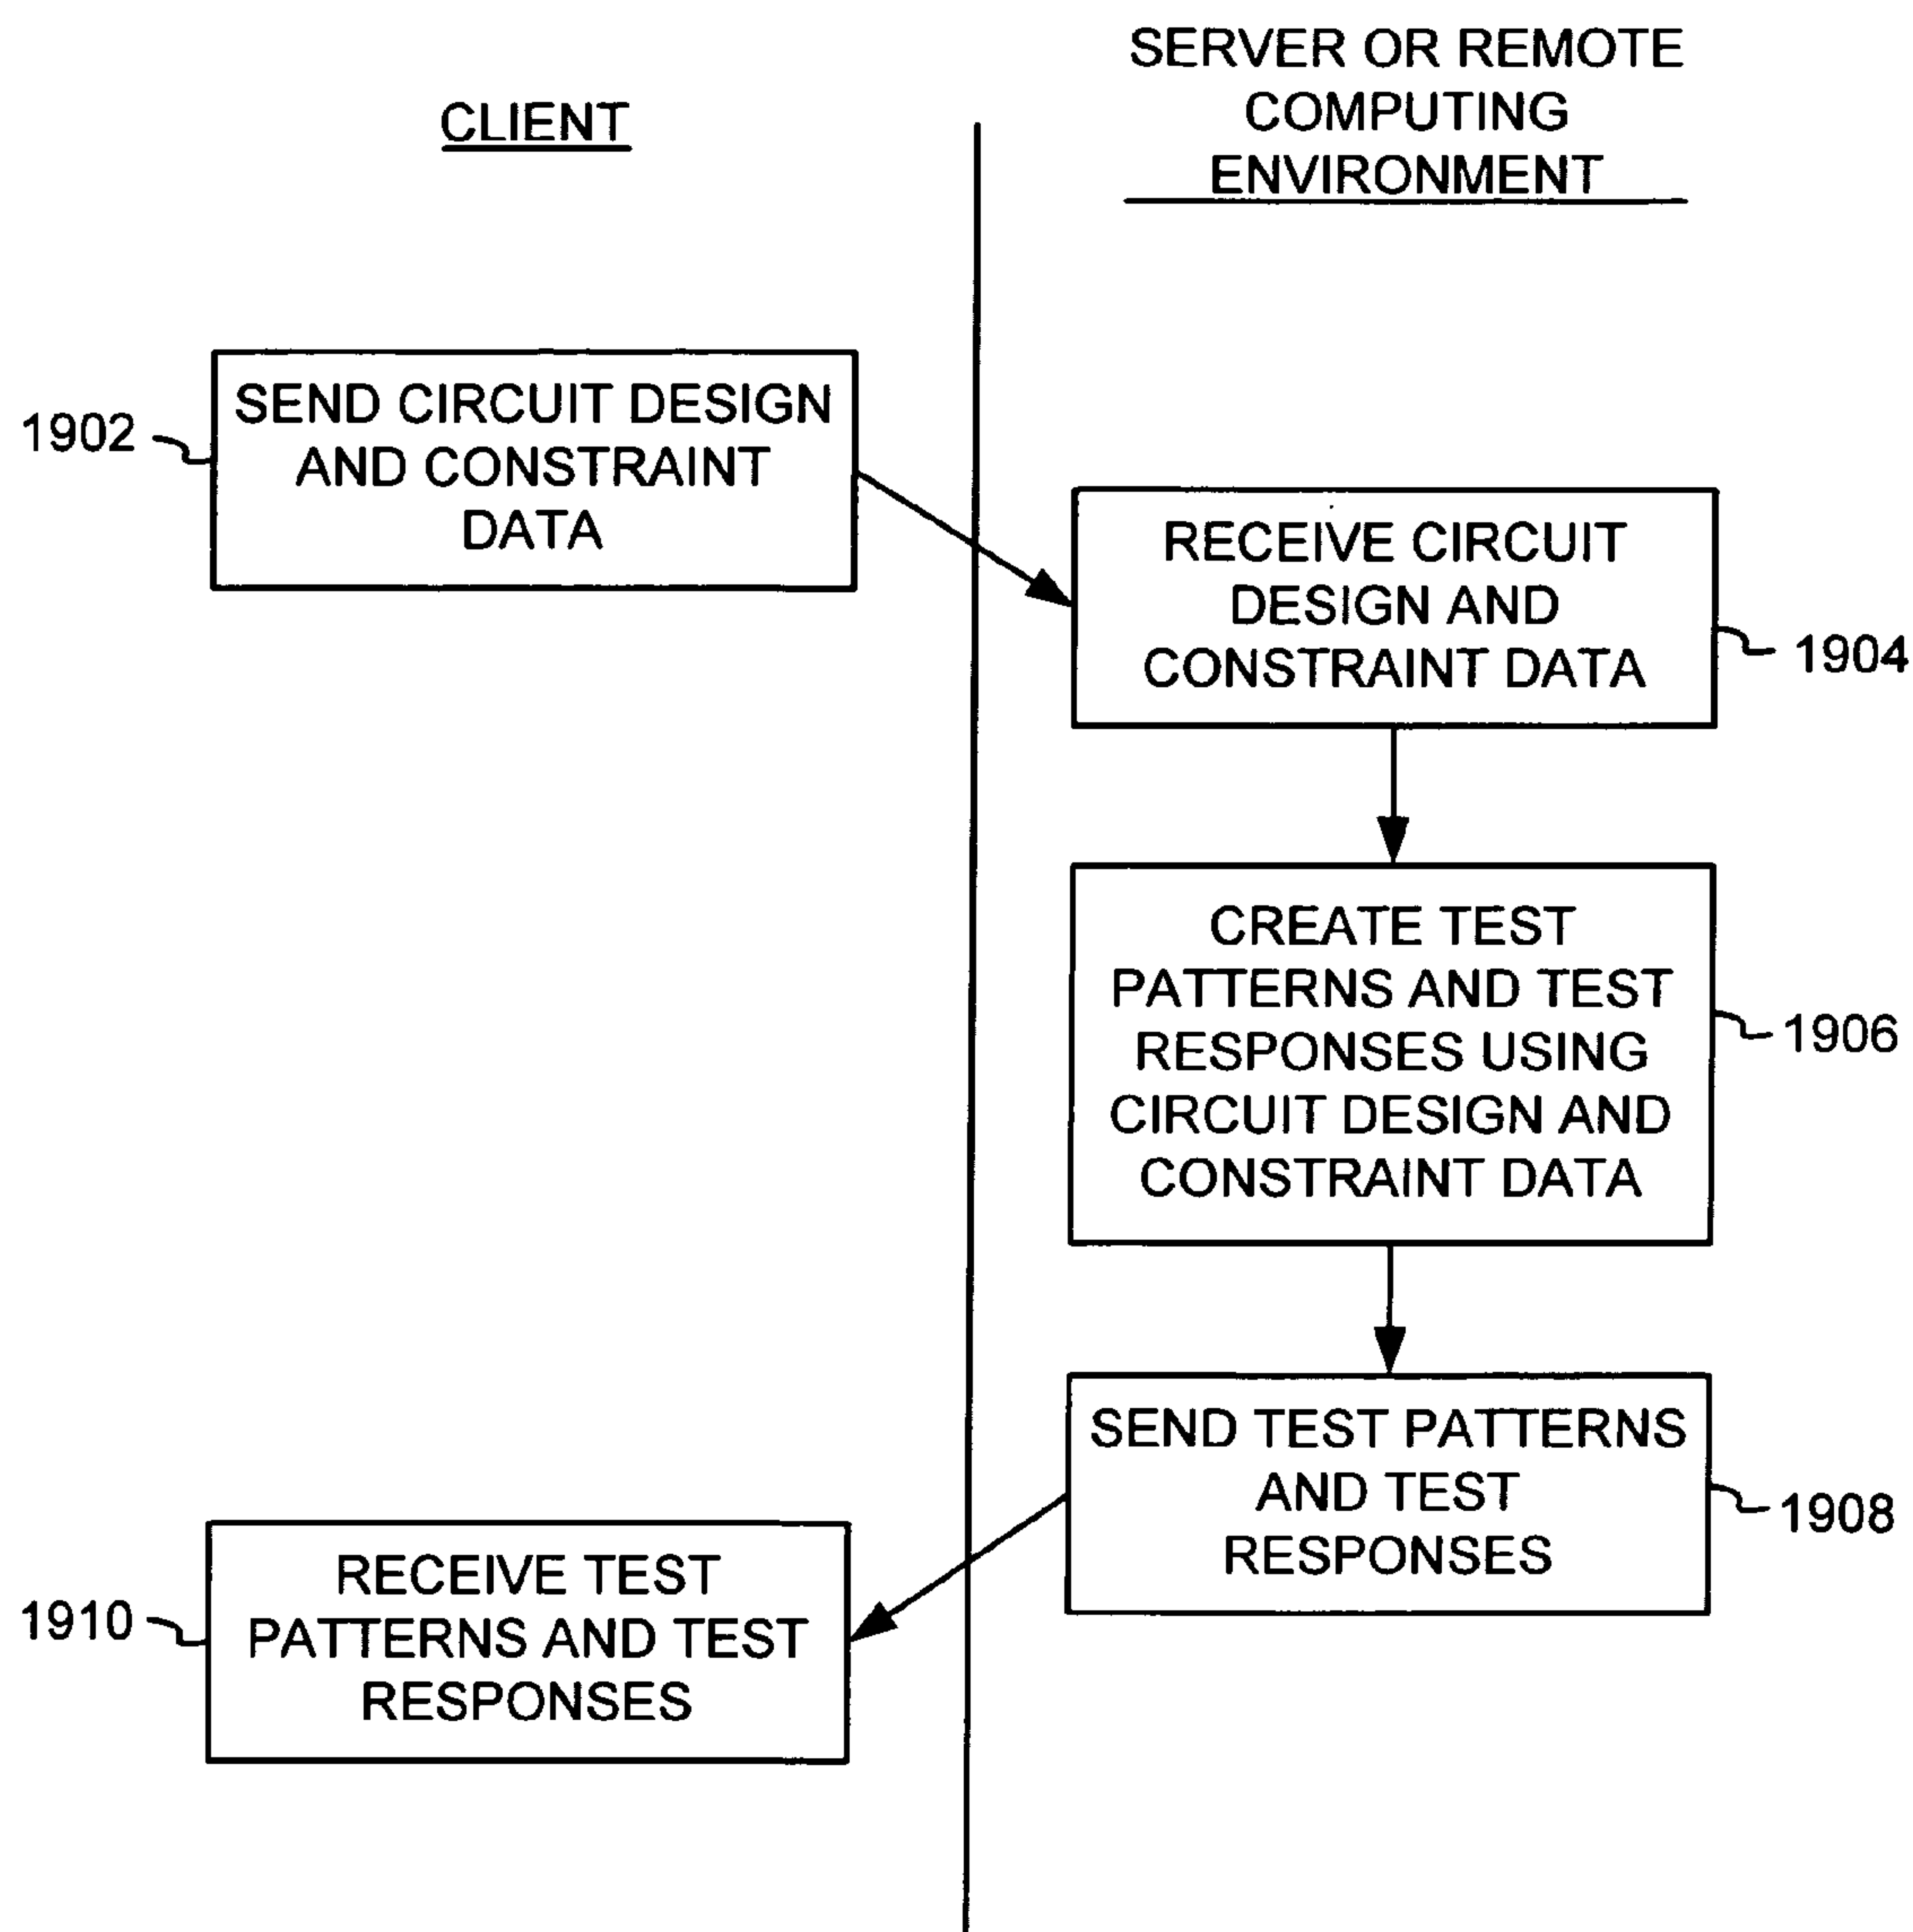 CLIENT
SERVER OR REMOTE
COMPUTING
ENVIRONMENT
1902
SEND CIRCUIT DESIGN
AND CONSTRAINT
DATA
RECEIVE CIRCUIT
DESIGN AND
CONSTRAINT DATA
1904
CREATE TEST
PATTERNS AND TEST
RESPONSES USING
CIRCUIT DESIGN AND
CONSTRAINT DATA
1906
SEND TEST PATTERNS
AND TEST
RESPONSES
1908
1910
RECEIVE TEST
PATTERNS AND TEST
RESPONSES